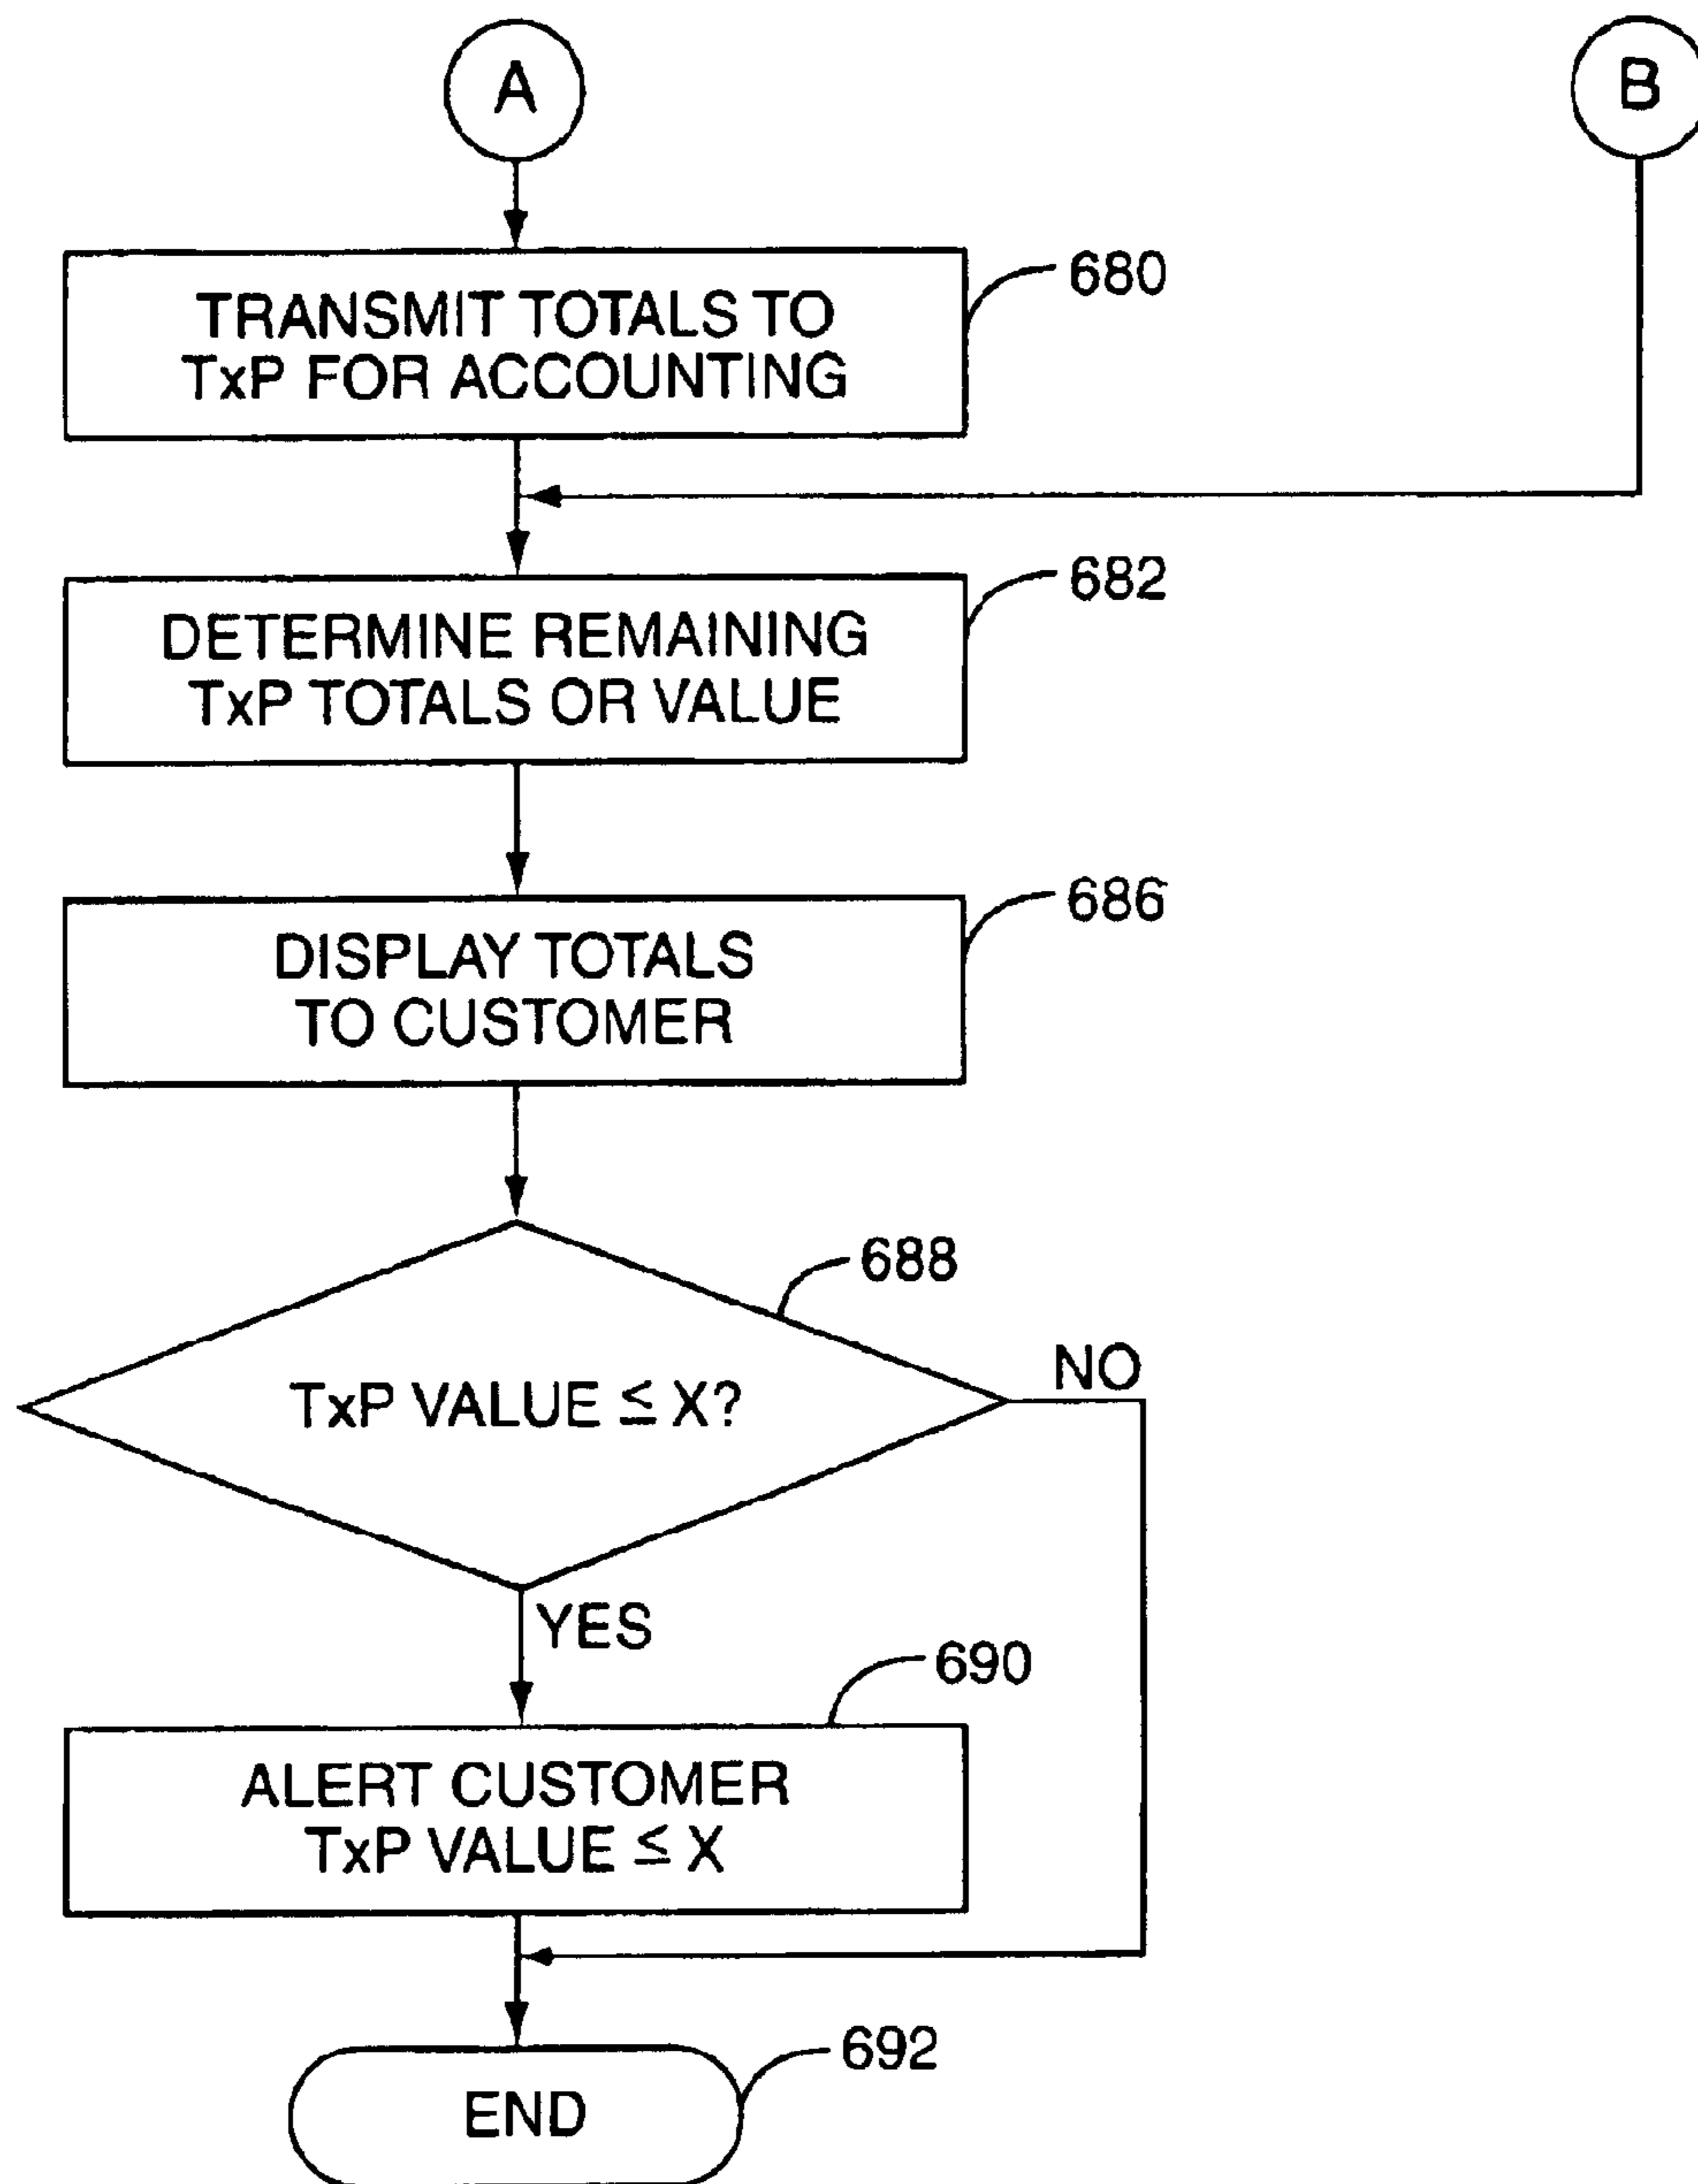 A
B
680
TRANSMIT TOTALS TO
TxP FOR ACCOUNTING
682
DETERMINE REMAINING
TxP TOTALS OR VALUE
686
DISPLAY TOTALS
TO CUSTOMER
688
NO
TxP VALUE ≤ X?
YES
690
ALERT CUSTOMER
TxP VALUE ≤ X
692
END